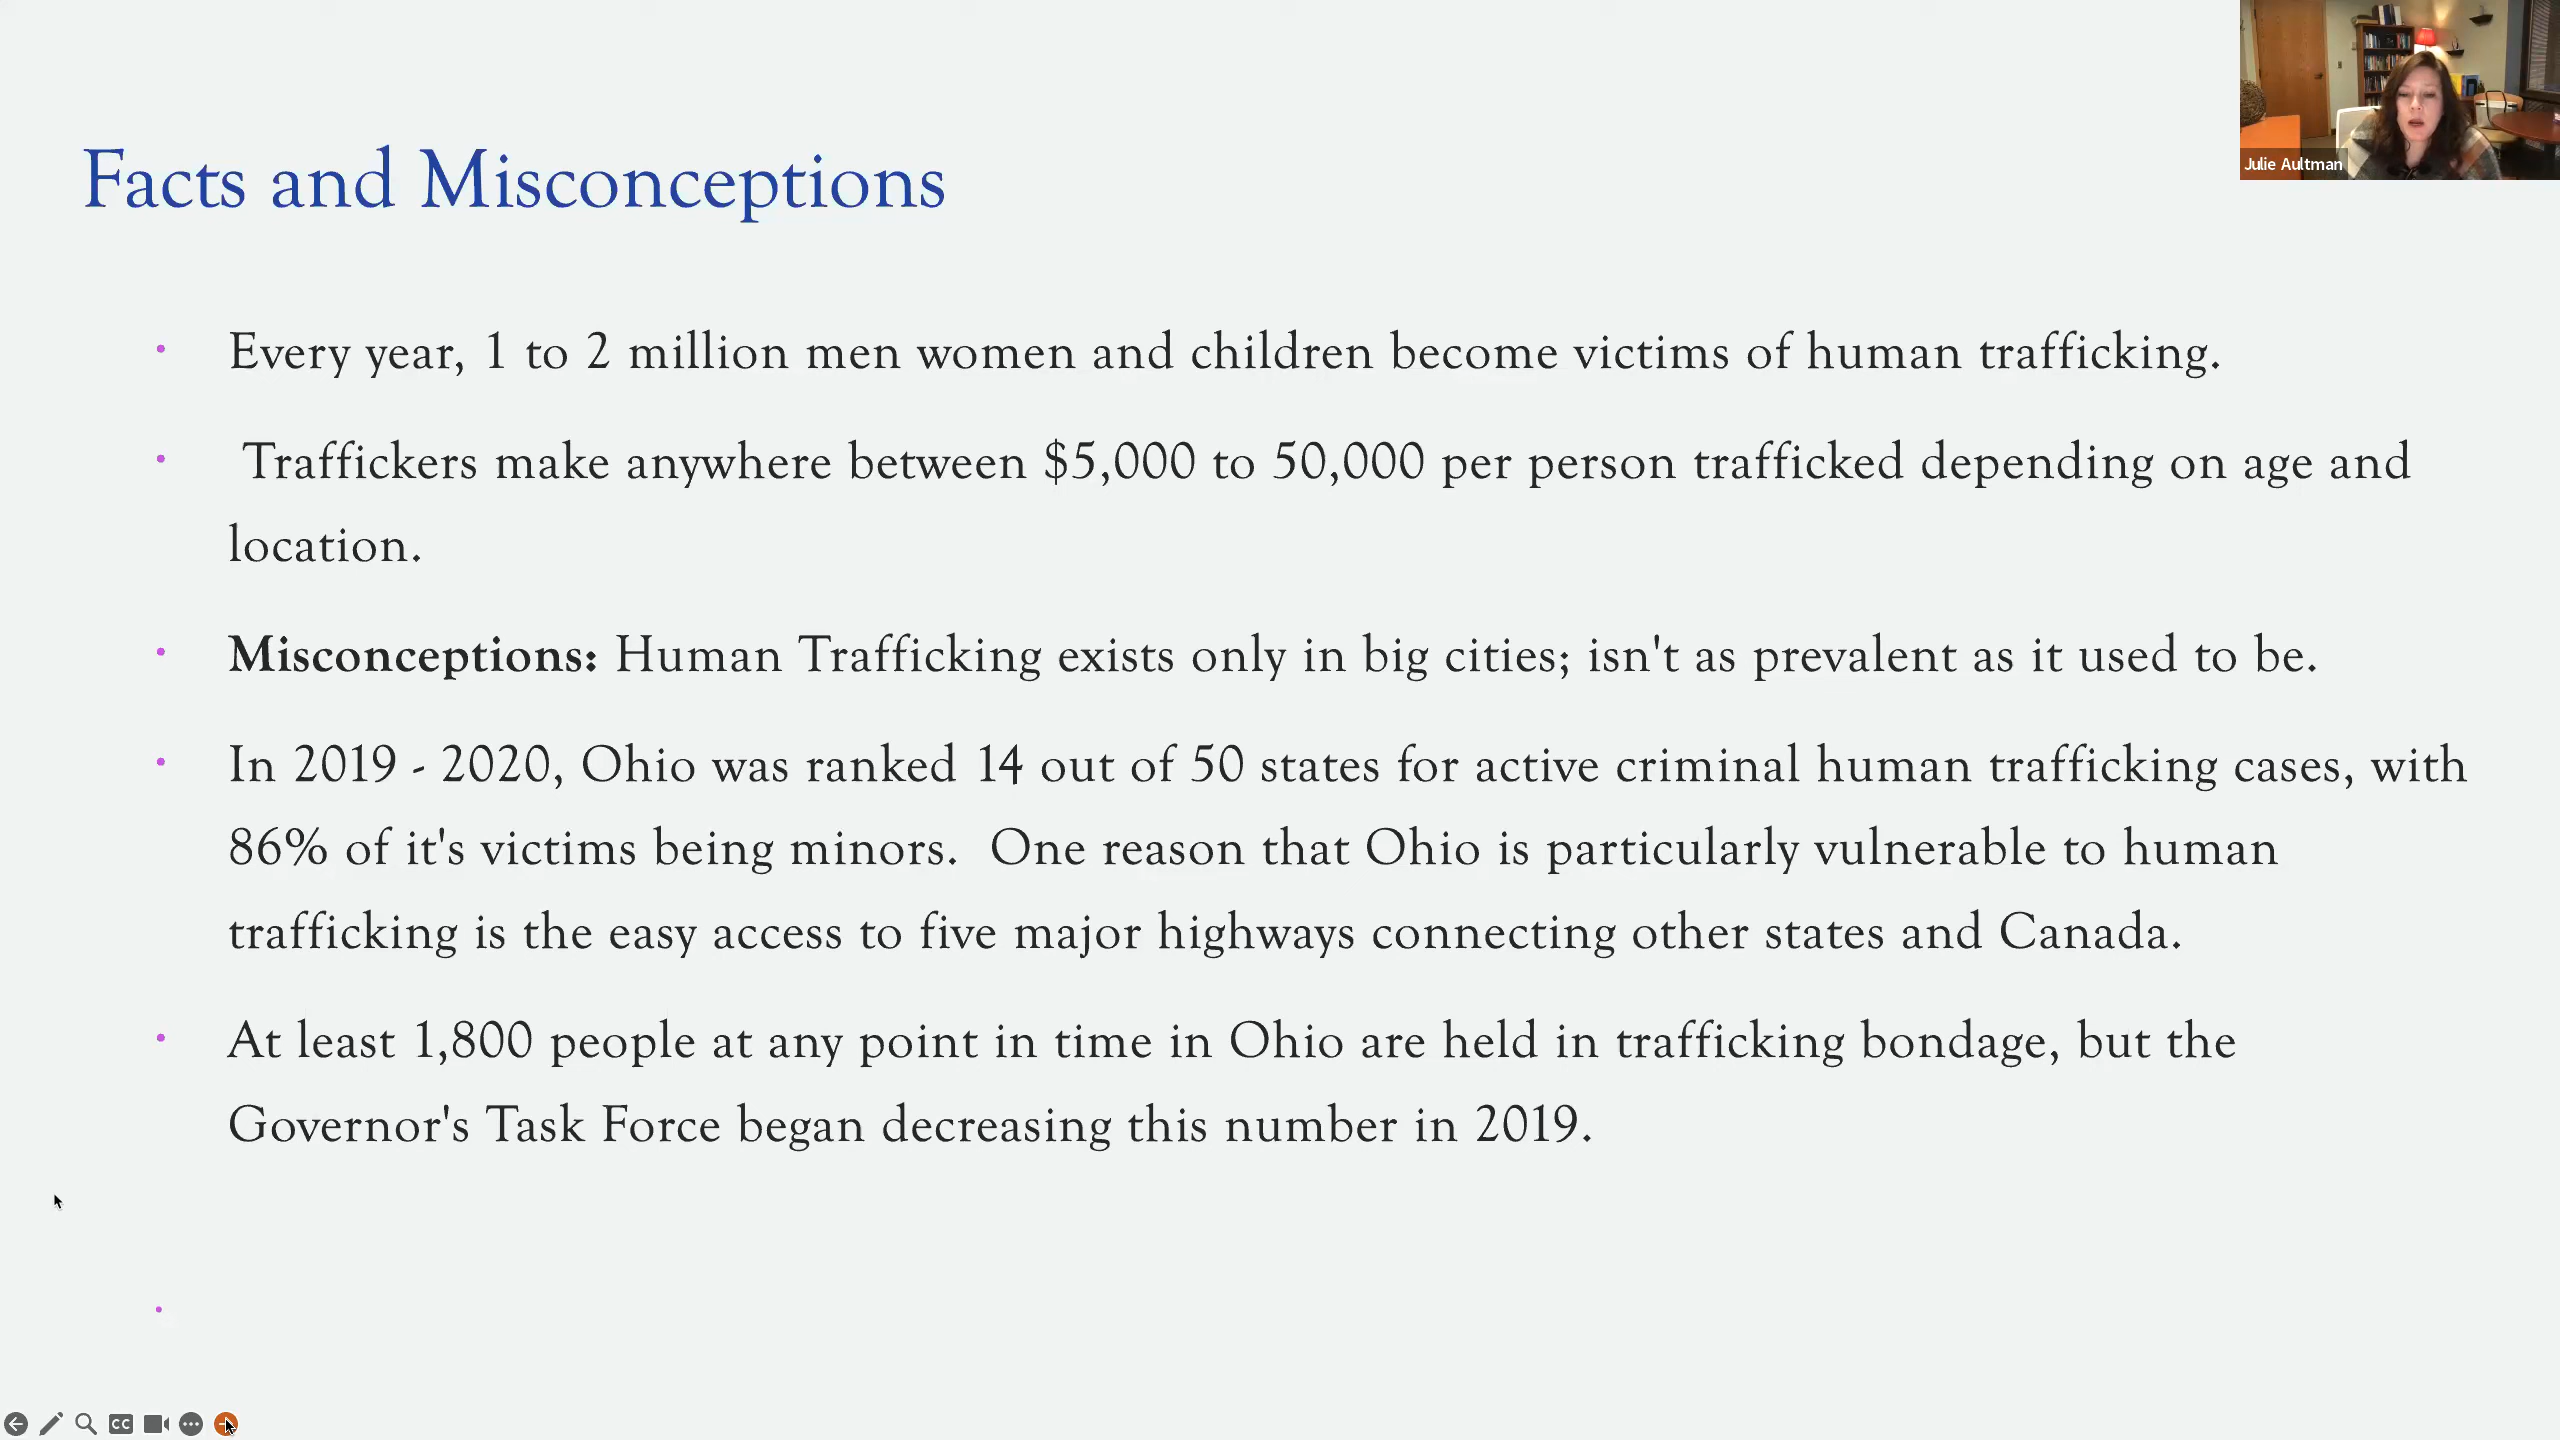 Julie Aultman
Facts and Misconceptions
Every year, 1 to 2 million men women and children become victims of human trafficking.
Traffickers make anywhere between $5,000 to 50,000 per person trafficked depending on age and
location.
Misconceptions: Human Trafficking exists only in big cities; isn't as prevalent as it used to be.
In 2019 - 2020, Ohio was ranked 14 out of 50 states for active criminal human trafficking cases, with
86% of it's victims being minors.  One reason that Ohio is particularly vulnerable to human
trafficking is the easy access to five major highways connecting other states and Canada.
At least 1,800 people at any point in time in Ohio are held in trafficking bondage, but the
Governor's Task Force began decreasing this number in 2019.
CC